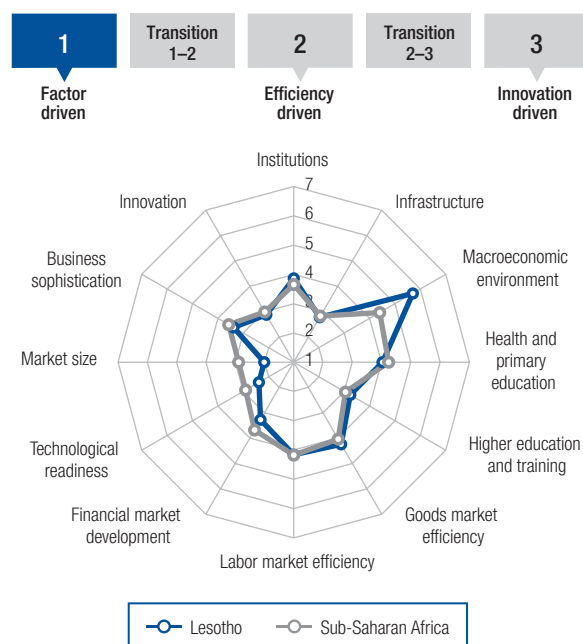 1
Transition
1–2
2
Transition
2–3
3
Factor
driven
Efficiency
driven
Innovation
driven
Institutions
Infrastructure
Macroeconomic
environment
Health and
primary
education
Higher education
and training
Goods market
efficiency
Labor market efficiency
Financial market
development
Technological
readiness
Market size
Business
sophistication
Innovation
7
6
5
4
3
2
1
Lesotho
Sub-Saharan Africa